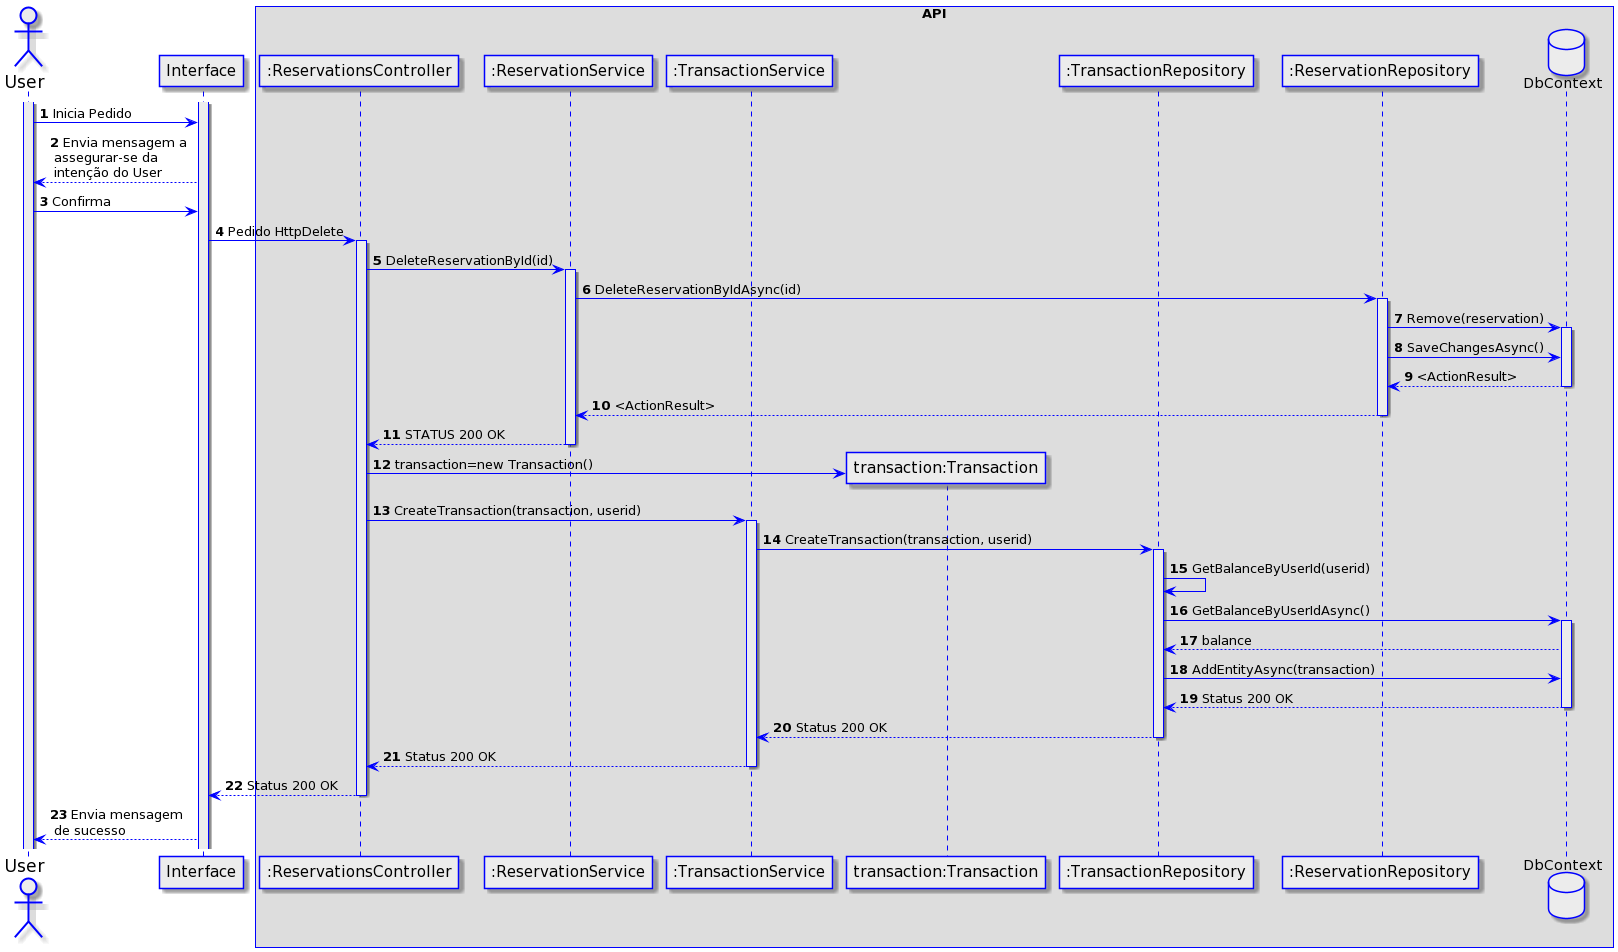 API
User
Interface
:ReservationsController
:ReservationService
:TransactionService
:TransactionRepository
:ReservationRepository
DbContext
1 Inicia Pedido
2 Envia mensagem a
assegurar-se da
intenção do User
3 Confirma
4 Pedido HttpDelete
5 DeleteReservationById(id)
6 DeleteReservationByIdAsync(id)
7 Remove(reservation)
8 SaveChangesAsync()
9 <ActionResult>
10 <ActionResult>
11 STATUS 200 OK
12 transaction=new Transaction()
transaction:Transaction
13 CreateTransaction(transaction, userid)
14 CreateTransaction(transaction, userid)
15 GetBalanceByUserId(userid)
16 GetBalanceByUserIdAsync()
17 balance
18 AddEntityAsync(transaction)
19 Status 200 OK
20 Status 200 OK
21 Status 200 OK
22 Status 200 OK
23 Envia mensagem
de sucesso
User
Interface
:ReservationsController
:ReservationService
:TransactionService
transaction:Transaction
:TransactionRepository
:ReservationRepository
DbContext